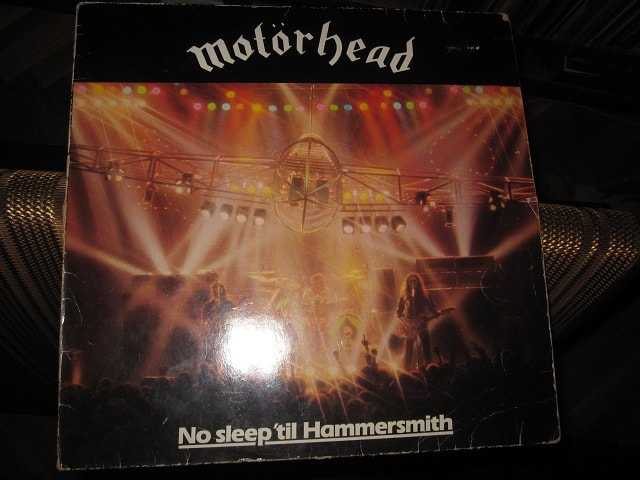 motörhead
No sleep 'til Hammersmith